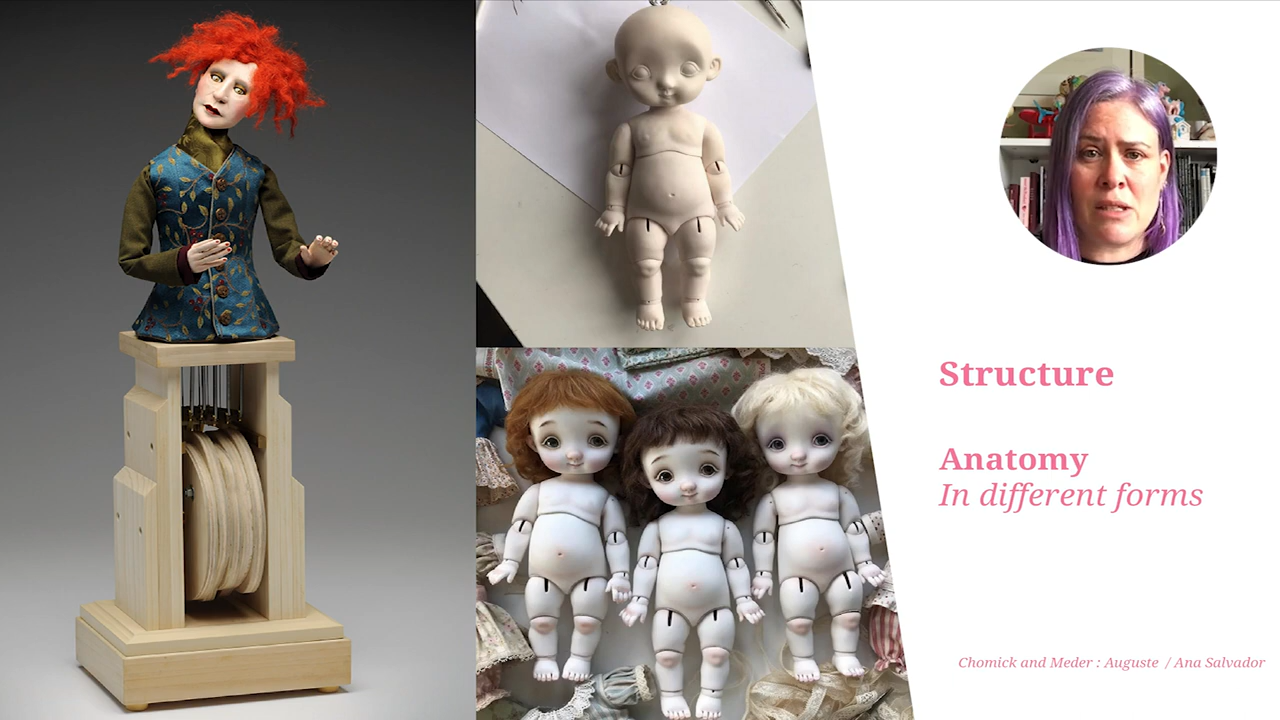 Structure
Anatomy
In different forms
Chomick and Meder : Auguste / Ana Salvador